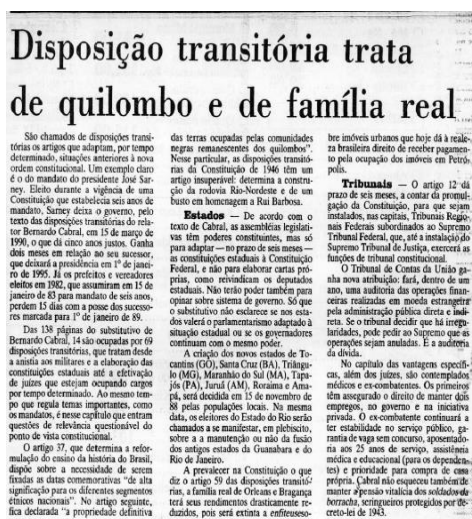 Disposição transitória trata
de quilombo e de família real
São chamados de disposições transi-
tórias os artigos que adaptam, por tempo
determinado, situações anteriores à nova
ordem constitucional. Um exemplo claro
é o do mandato do presidente José Sar-
ney. Eleito durante a vigência de uma
Constituição que estabelecia seis anos de
mandato, Sarney deixa o governo, pelo
texto das disposições transitórias do rela-
tor Bernardo Cabral, em 15 de março de
1990, o que dá cinco anos justos. Ganha
dois meses em relação ao seu sucessor,
que deixará a presidência em 1º de janei-
ro de 1995. Já os prefeitos e vereadores
eleitos em 1982, que assumiram em 15 de
janeiro de 83 para mandato de seis anos,
perdem 15 dias com a posse dos sucesso-
res marcada para 1º de janeiro de 89.
Das 138 páginas do substitutivo de
Bernardo Cabral, 14 são ocupadas por 69
disposições transitórias, que tratam desde
a anistia aos militares e a elaboração das
constituições estaduais até a efetivação
de juízes que estejam ocupando cargos
por tempo determinado. Ao mesmo tem-
po que regula temas importantes, como
os mandatos, é nesse capítulo que entram
questões de relevância questionável do
ponto de vista constitucional.
O artigo 37, que determina a refor-
mulação do ensino da história do Brasil,
dispõe sobre a necessidade de serem
fixadas as datas comemorativas "de alta
significação para os diferentes segmentos
étnicos nacionais". No artigo seguinte,
fica declarada "a propriedade definitiva
das terras ocupadas pelas comunidades
negras remanescentes dos quilombos".
Nesse particular, as disposições transitó-
rias da Constituição de 1946 têm um
artigo insuperável: determina a constru-
ção da rodovia Rio-Nordeste e de um
busto em homenagem a Rui Barbosa.
Estados — De acordo com o
texto de Cabral, as assembléias legislati-
vas têm poderes constituintes, mas só
para adaptar — no prazo de seis meses —
as constituições estaduais à Constituição
Federal, e não para elaborar cartas pró-
prias, como reivindicam os deputados
estaduais. Não terão poder também para
opinar sobre sistema de governo. Só que
o substitutivo não esclarece se nos esta-
dos valerá o parlamentarismo adaptado à
situação estadual ou se os governadores
continuam com o mesmo poder.
A criação dos novos estados de To-
cantins (GO), Santa Cruz (BA), Triângu-
lo (MG), Maranhão do Sul (MA), Tapa-
jós (PA), Juruá (AM), Roraima e Ama-
pá, será decidida em 15 de novembro de
88 pelas populações locais. Na mesma
data, os eleitores do Estado do Rio serão
chamados a se manifestar, em plebiscito,
sobre a a manutenção ou não da fusão
dos antigos estados da Guanabara e do
Rio de Janeiro.
A prevalecer na Constituição o que
diz o artigo 59 das disposições transitó-
rias, a família real de Orleans e Bragança
terá seus rendimentos drasticamente re-
duzidos, pois será extinta a enfiteuseso-
bre imóveis urbanos que hoje dá à reale-
za brasileira direito de receber pagamen-
to pela ocupação dos imóveis em Petró-
polis.
Tribunais — O artigo 12 dá
prazo de seis meses, a contar da promul-
gação da Constituição, para que sejam
instalados, nas capitais, Tribunais Regio-
nais Federais subordinados ao Supremo
Tribunal Federal, que, até a instalação do
Supremo Tribunal de Justiça, exercerá as
funções de tribunal constitucional.
O Tribunal de Contas da União ga-
nha nova atribuição: fará, dentro de um
ano, uma auditoria das operações finan-
ceiras realizadas em moeda estrangeira
pela administração pública direta e indi-
reta. Se o tribunal decidir que há irregu-
laridades, pode pedir ao Supremo que as
operações sejam anuladas. É a auditoria
da dívida.
No capítulo das vantagens específi-
cas, além dos juízes, são contemplados
médicos e ex-combatentes. Os primeiros
têm assegurado o direito de manter dois
empregos, no governo e na iniciativa
privada. O ex-combatente continuará a
ter estabilidade no serviço público, ga-
rantia de vaga sem concurso, aposentado-
ria aos 25 anos de serviço, assistência
médica e educacional (para os dependen-
tes) e prioridade para compra de casa
própria. Cabral não esqueceu também de
manter a pensão vitalícia dos soldados da
borracha, seringueiros protegidos por de-
creto-lei de 1943.